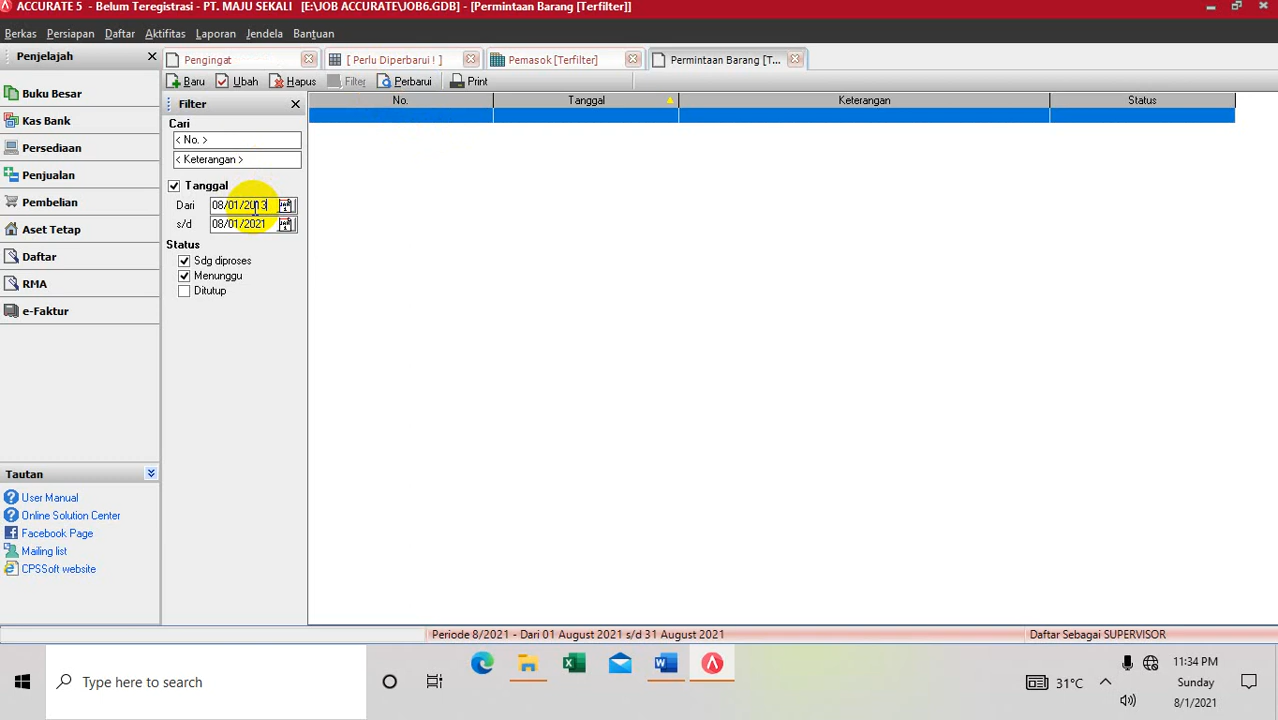 ACCURATE 5 - Belum Teregistrasi - PT. MAJU SEKALI [E:\JOB ACCURATE\JOB6.GDB] - [Permintaan Barang [Terfilter]]
Berkas Persiapan Daftar Aktifitas Laporan Jendela Bantuan
Penjelajah
Pengingat
[ Perlu Diperbarui ! ]
Pemasok [Terfilter]
Permintaan Barang [T...
Baru Ubah Hapus Filter Perbarui Print
Buku Besar
Kas Bank
Persediaan
Penjualan
Pembelian
Aset Tetap
Daftar
RMA
e-Faktur
Filter
Cari
< No. >
< Keterangan >
Tanggal
Dari 08/01/2013
s/d 08/01/2021
Status
Sdg diproses
Menunggu
Ditutup
No. Tanggal Keterangan Status
Tautan
User Manual
Online Solution Center
Facebook Page
Mailing list
CPSSoft website
Periode 8/2021 - Dari 01 August 2021 s/d 31 August 2021
Daftar Sebagai SUPERVISOR
Type here to search
31°C
11:34 PM
Sunday
8/1/2021